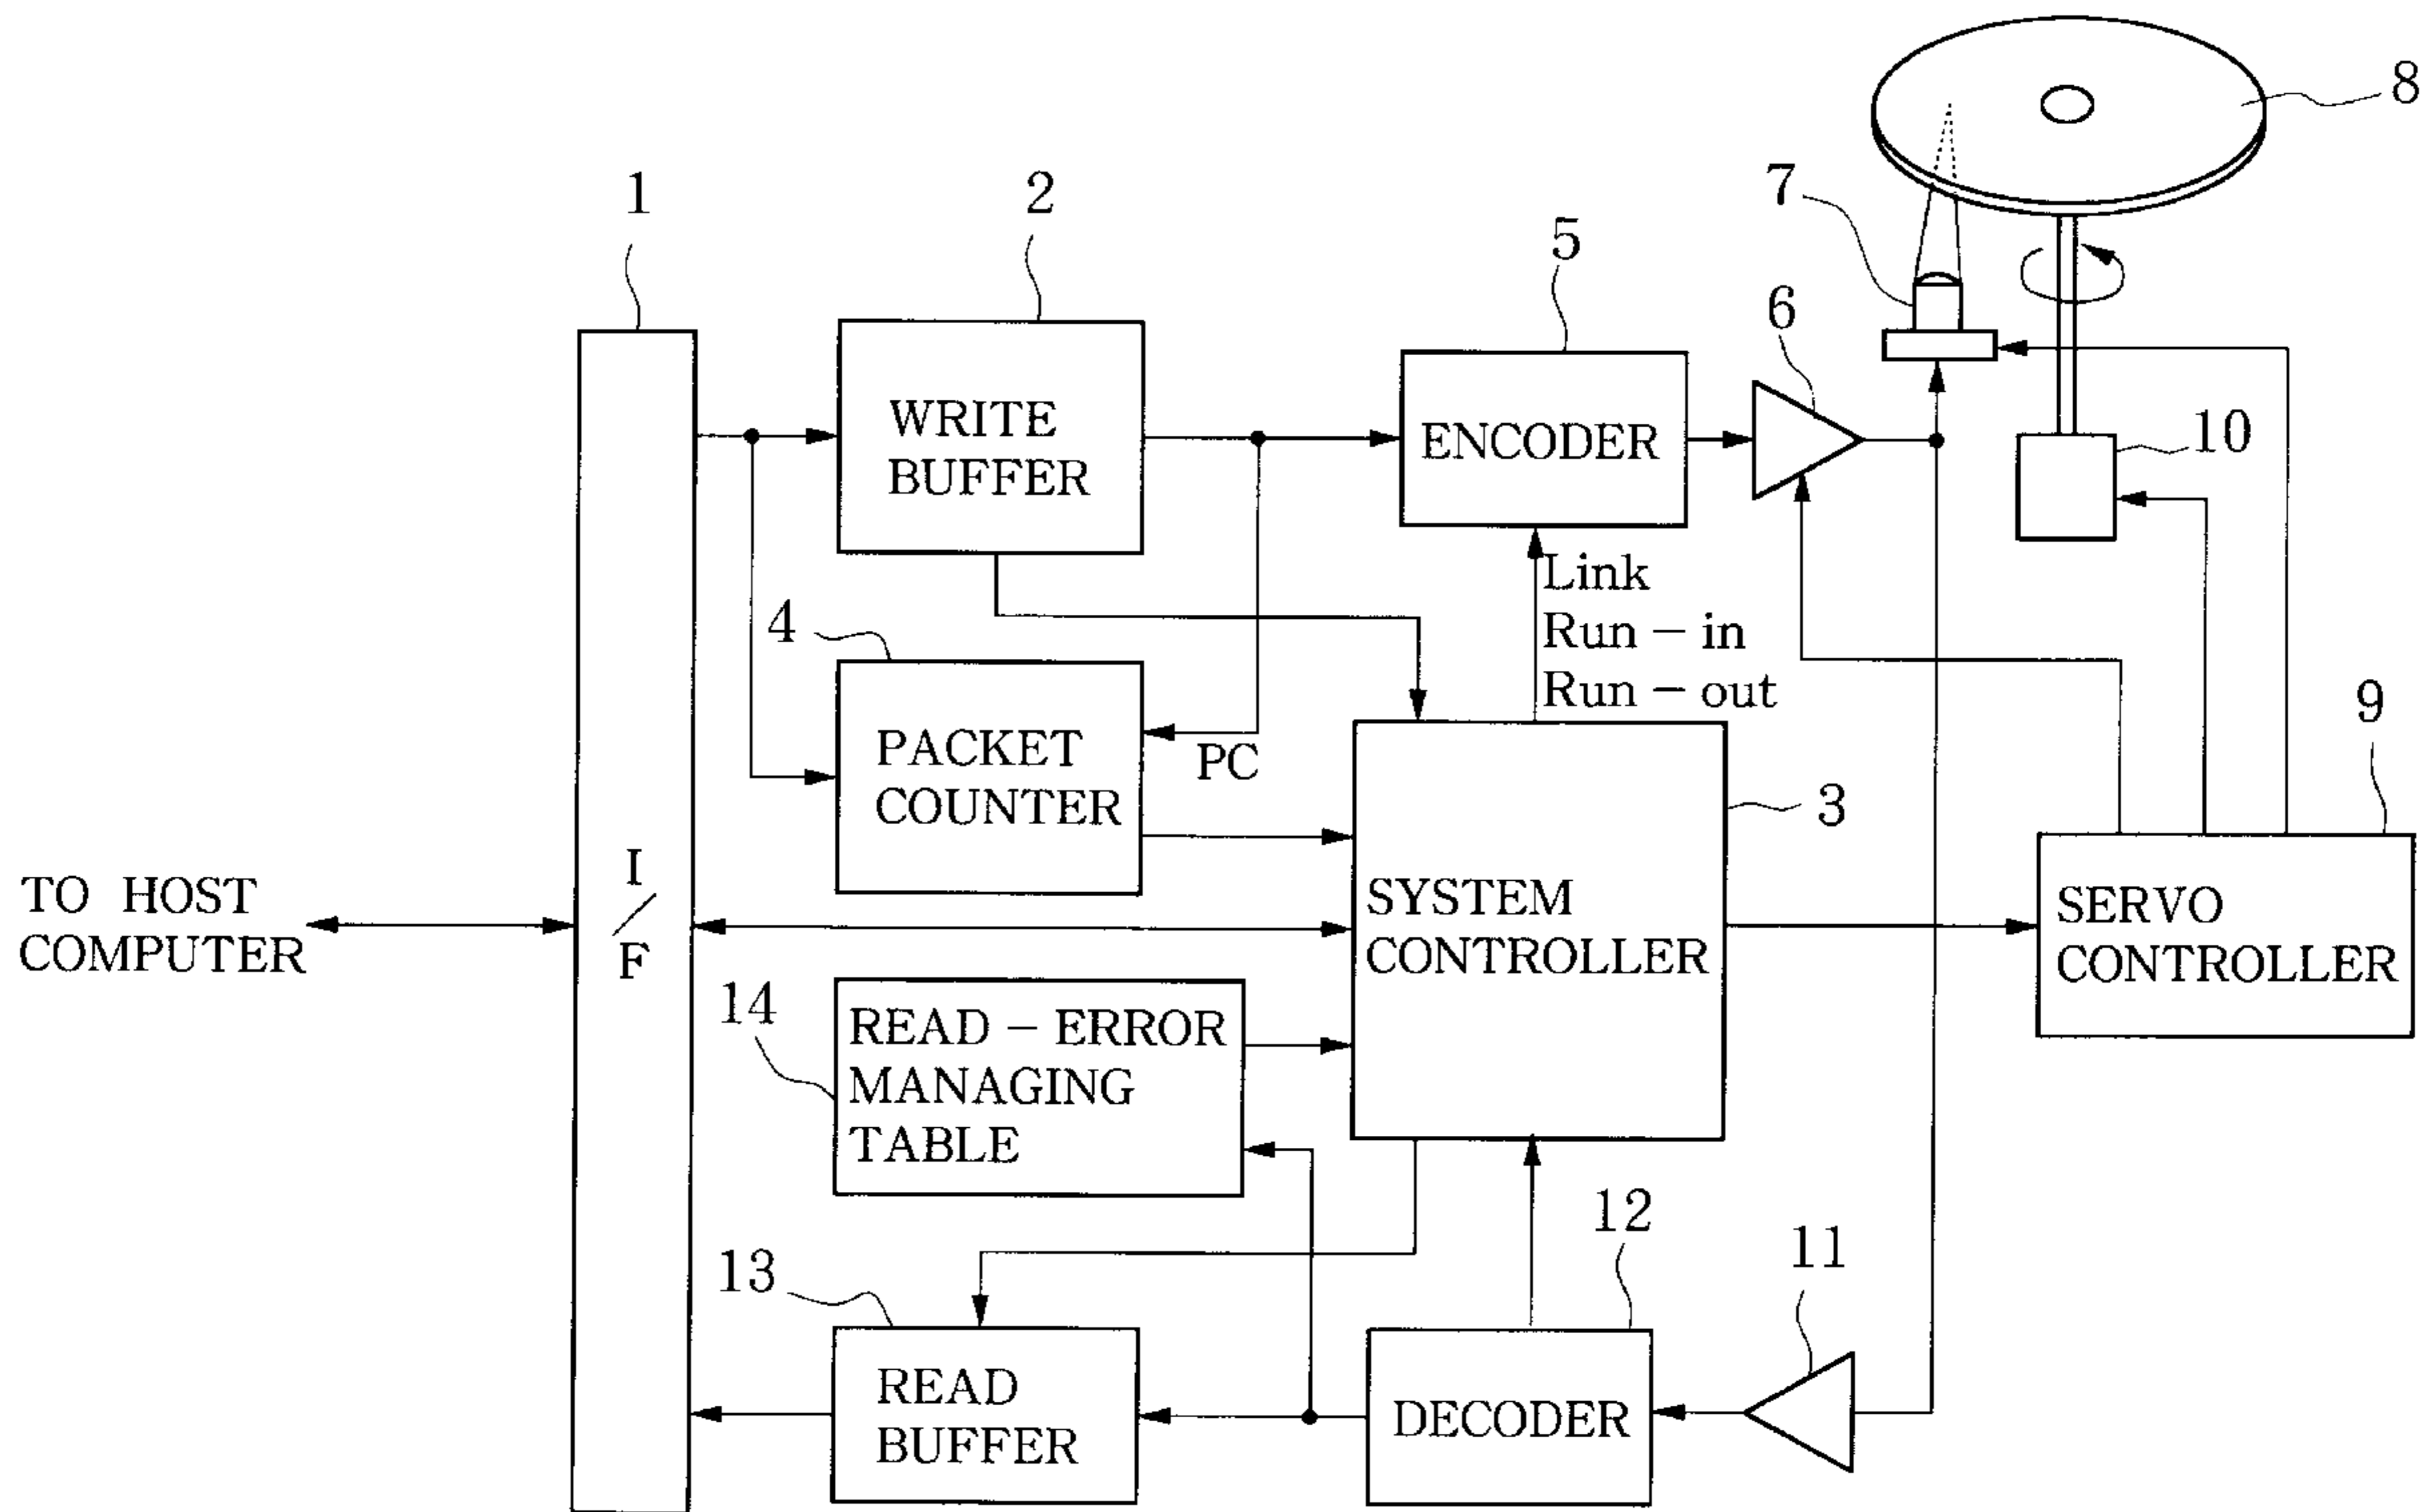 8
1
2
7
5
6
WRITE
BUFFER
ENCODER
10
Link
Run – in
Run – out
4
PACKET
COUNTER
PC
3
9
TO HOST
COMPUTER
I
/
F
SYSTEM
CONTROLLER
SERVO
CONTROLLER
14
READ – ERROR
MANAGING
TABLE
12
11
13
READ
BUFFER
DECODER